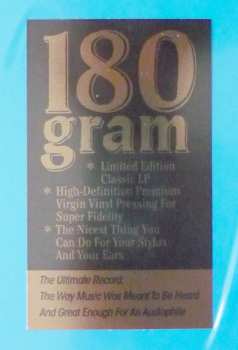 180
gram
* Limited Edition
Classic LP
* High-Definition Premium
Virgin Vinyl Pressing For
Super Fidelity
* The Nicest Thing You
Can Do For Your Stylus
And Your Ears
The Ultimate Record,
The Way Music Was Meant To Be Heard
And Great Enough For An Audiophile